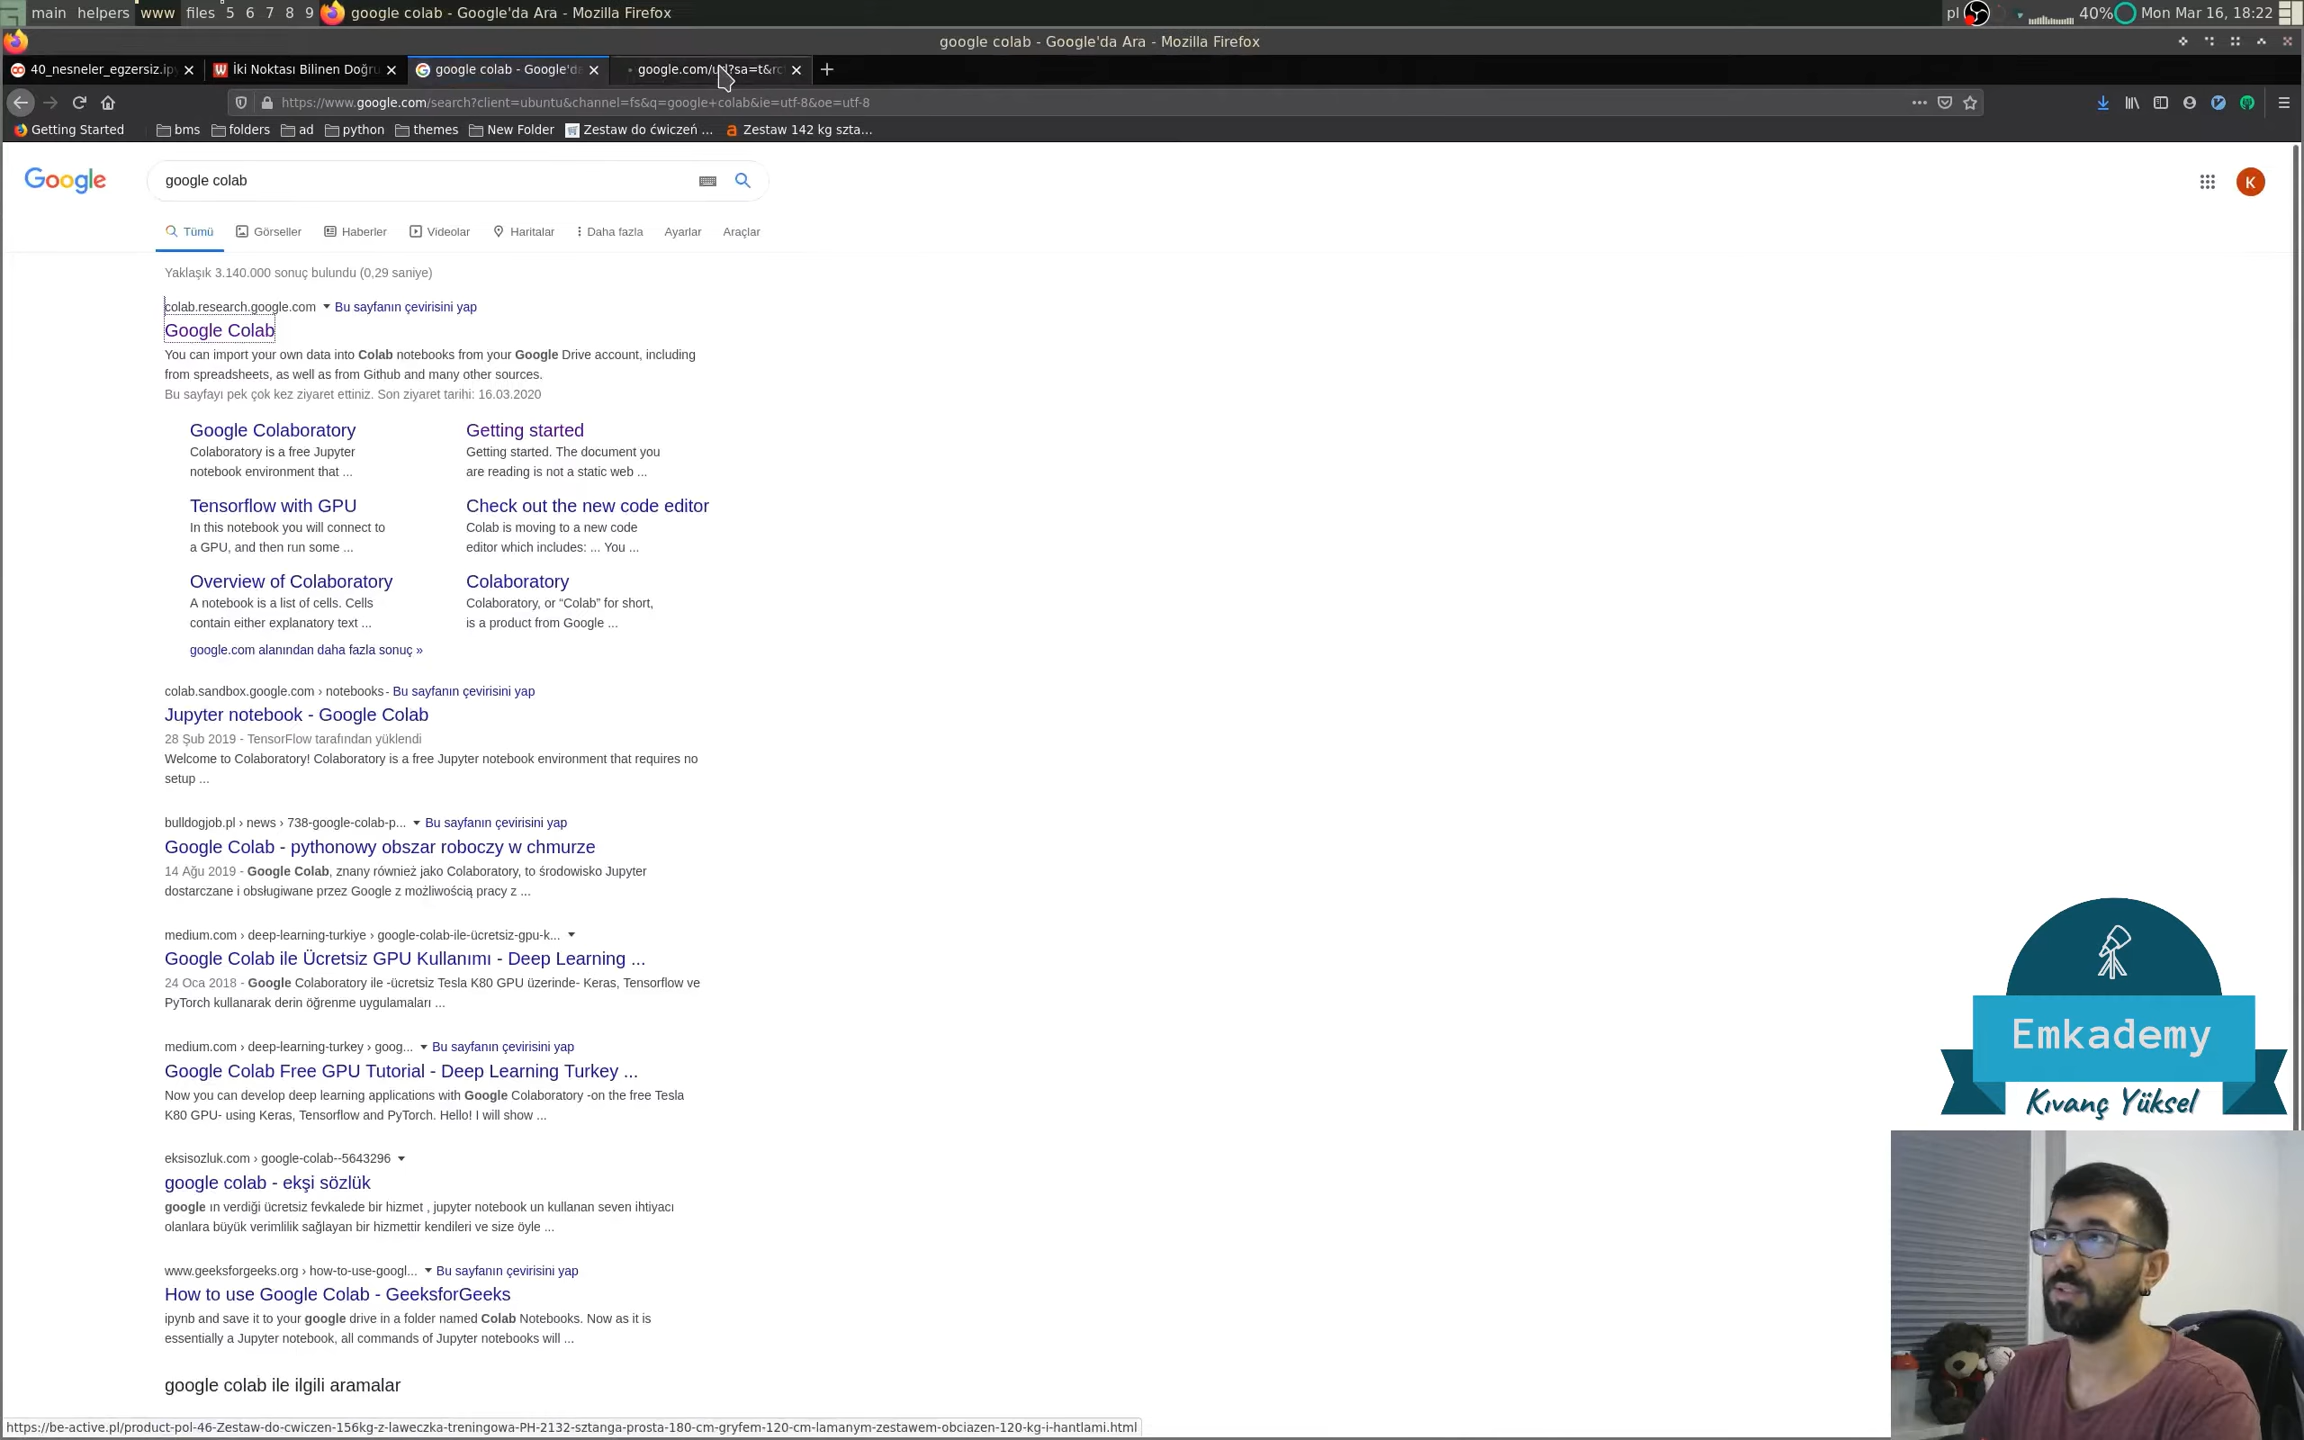 main helpers www files 5 6 7 8 9 google colab - Google'da Ara - Mozilla Firefox pl 40% Mon Mar 16, 18:22
google colab - Google'da Ara - Mozilla Firefox
40_nesneler_egzersiz.ip İki Noktası Bilinen Doğru google colab - Google'da google.com/url?sa=t&rc
https://www.google.com/search?client=ubuntu&channel=fs&q=google+colab&ie=utf-8&oe=utf-8
Getting Started bms folders ad python themes New Folder Zestaw do ćwiczeń ... Zestaw 142 kg szta...
Google google colab K
Tümü Görseller Haberler Videolar Haritalar Daha fazla Ayarlar Araçlar
Yaklaşık 3.140.000 sonuç bulundu (0,29 saniye)
colab.research.google.com Bu sayfanın çevirisini yap
Google Colab
You can import your own data into Colab notebooks from your Google Drive account, including
from spreadsheets, as well as from Github and many other sources.
Bu sayfayı pek çok kez ziyaret ettiniz. Son ziyaret tarihi: 16.03.2020
Google Colaboratory
Colaboratory is a free Jupyter
notebook environment that ...
Getting started
Getting started. The document you
are reading is not a static web ...
Tensorflow with GPU
In this notebook you will connect to
a GPU, and then run some ...
Check out the new code editor
Colab is moving to a new code
editor which includes: ... You ...
Overview of Colaboratory
A notebook is a list of cells. Cells
contain either explanatory text ...
Colaboratory
Colaboratory, or “Colab” for short,
is a product from Google ...
google.com alanından daha fazla sonuç »
colab.sandbox.google.com › notebooks - Bu sayfanın çevirisini yap
Jupyter notebook - Google Colab
28 Şub 2019 - TensorFlow tarafından yüklendi
Welcome to Colaboratory! Colaboratory is a free Jupyter notebook environment that requires no
setup ...
bulldogjob.pl › news › 738-google-colab-p... Bu sayfanın çevirisini yap
Google Colab - pythonowy obszar roboczy w chmurze
14 Ağu 2019 - Google Colab, znany również jako Colaboratory, to środowisko Jupyter
dostarczane i obsługiwane przez Google z możliwością pracy z ...
medium.com › deep-learning-turkiye › google-colab-ile-ücretsiz-gpu-k...
Google Colab ile Ücretsiz GPU Kullanımı - Deep Learning ...
24 Oca 2018 - Google Colaboratory ile -ücretsiz Tesla K80 GPU üzerinde- Keras, Tensorflow ve
PyTorch kullanarak derin öğrenme uygulamaları ...
medium.com › deep-learning-turkey › goog... Bu sayfanın çevirisini yap
Google Colab Free GPU Tutorial - Deep Learning Turkey ...
Now you can develop deep learning applications with Google Colaboratory -on the free Tesla
K80 GPU- using Keras, Tensorflow and PyTorch. Hello! I will show ...
eksisozluk.com › google-colab--5643296
google colab - ekşi sözlük
google ın verdiği ücretsiz fevkalede bir hizmet , jupyter notebook un kullanan seven ihtiyacı
olanlara büyük verimlilik sağlayan bir hizmettir kendileri ve size öyle ...
www.geeksforgeeks.org › how-to-use-googl... Bu sayfanın çevirisini yap
How to use Google Colab - GeeksforGeeks
ipynb and save it to your google drive in a folder named Colab Notebooks. Now as it is
essentially a Jupyter notebook, all commands of Jupyter notebooks will ...
google colab ile ilgili aramalar
https://be-active.pl/product-pol-46-Zestaw-do-cwiczen-156kg-z-laweczka-treningowa-PH-2132-sztanga-prosta-180-cm-gryfem-120-cm-lamanym-zestawem-obciazen-120-kg-i-hantlami.html
Emkademy
Kıvanç Yüksel